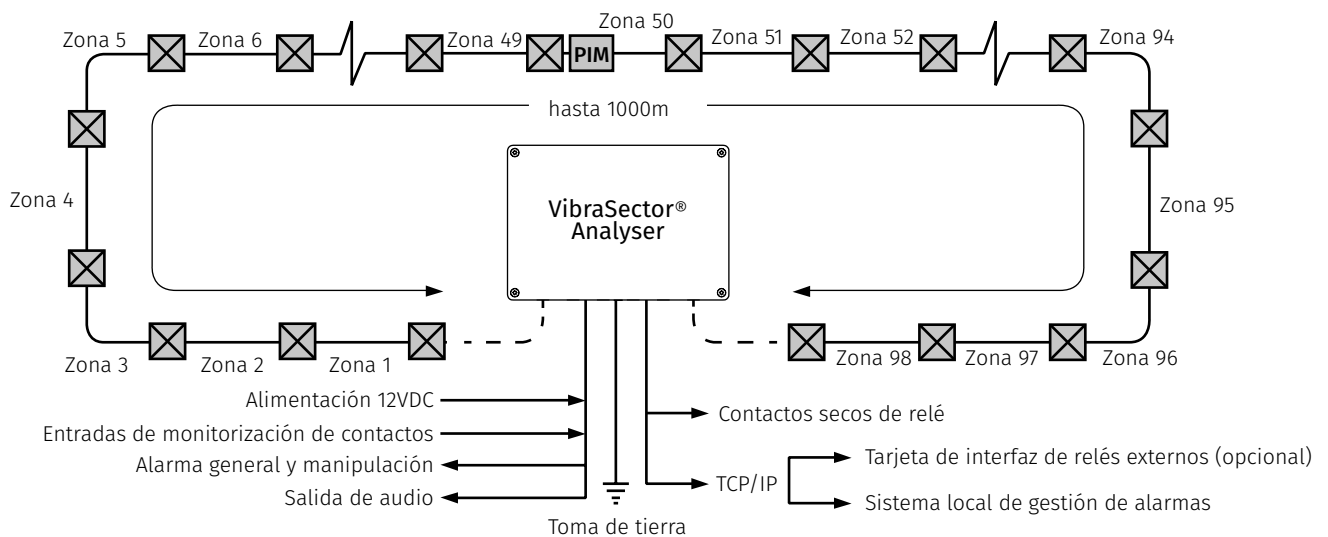 Zona 50
Zona 5
Zona 6
Zona 49
PIM
Zona 51
Zona 52
Zona 94
hasta 1000m
Zona 4
VibraSector®
Analyser
Zona 95
Zona 3
Zona 2
Zona 1
Zona 98
Zona 97
Zona 96
Alimentación 12VDC
Entradas de monitorización de contactos
Alarma general y manipulación
Salida de audio
Toma de tierra
Contactos secos de relé
TCP/IP
Tarjeta de interfaz de relés externos (opcional)
Sistema local de gestión de alarmas